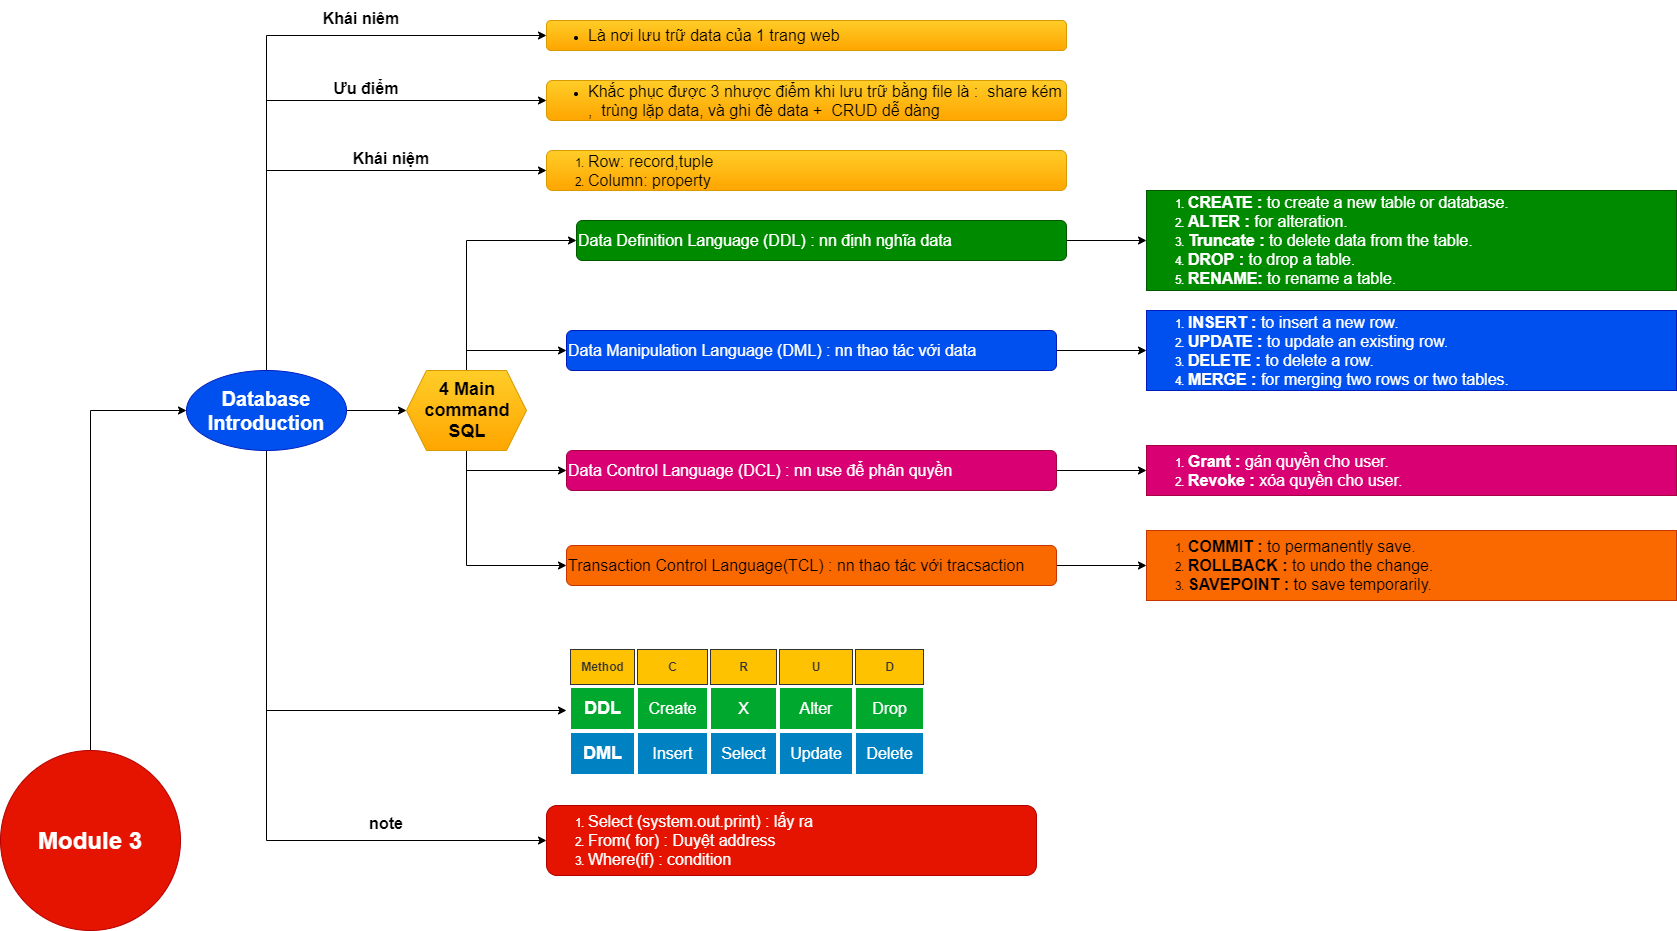 Khái niêm
• Là nơi lưu trữ data của 1 trang web
Ưu điểm
• Khắc phục được 3 nhược điểm khi lưu trữ bằng file là : share kém
, trùng lặp data, và ghi đè data + CRUD dễ dàng
Khái niệm
1. Row: record,tuple
2. Column: property
Data Definition Language (DDL) : nn định nghĩa data
1. CREATE : to create a new table or database.
2. ALTER : for alteration.
3. Truncate : to delete data from the table.
4. DROP : to drop a table.
5. RENAME: to rename a table.
Data Manipulation Language (DML) : nn thao tác với data
1. INSERT : to insert a new row.
2. UPDATE : to update an existing row.
3. DELETE : to delete a row.
4. MERGE : for merging two rows or two tables.
Database
Introduction
4 Main
command
SQL
Data Control Language (DCL) : nn use để phân quyền
1. Grant : gán quyền cho user.
2. Revoke : xóa quyền cho user.
Transaction Control Language(TCL) : nn thao tác với tracsaction
1. COMMIT : to permanently save.
2. ROLLBACK : to undo the change.
3. SAVEPOINT : to save temporarily.
Method C R U D
DDL Create X Alter Drop
DML Insert Select Update Delete
note
1. Select (system.out.print) : lấy ra
2. From( for) : Duyệt address
3. Where(if) : condition
Module 3